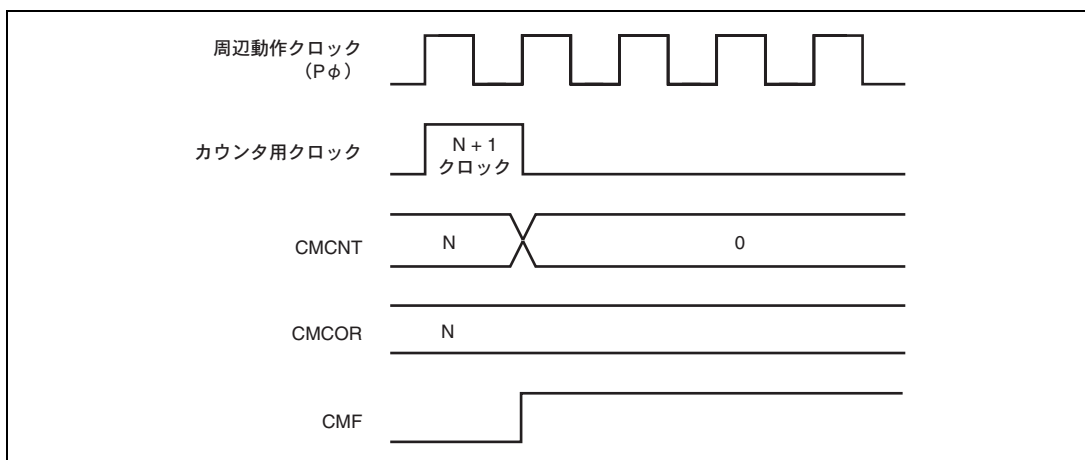 周辺動作クロック
（Pφ）
カウンタ用クロック
N + 1
クロック
CMCNT
N
0
CMCOR
N
CMF